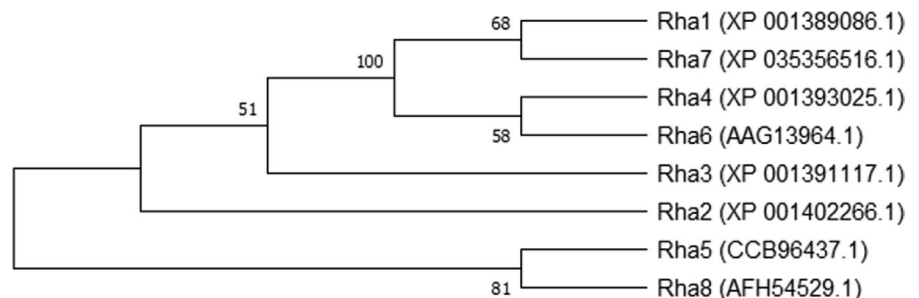 68
Rha1 (XP 001389086.1)
Rha7 (XP 035356516.1)
100
Rha4 (XP 001393025.1)
58
Rha6 (AAG13964.1)
51
Rha3 (XP 001391117.1)
Rha2 (XP 001402266.1)
Rha5 (CCB96437.1)
81
Rha8 (AFH54529.1)